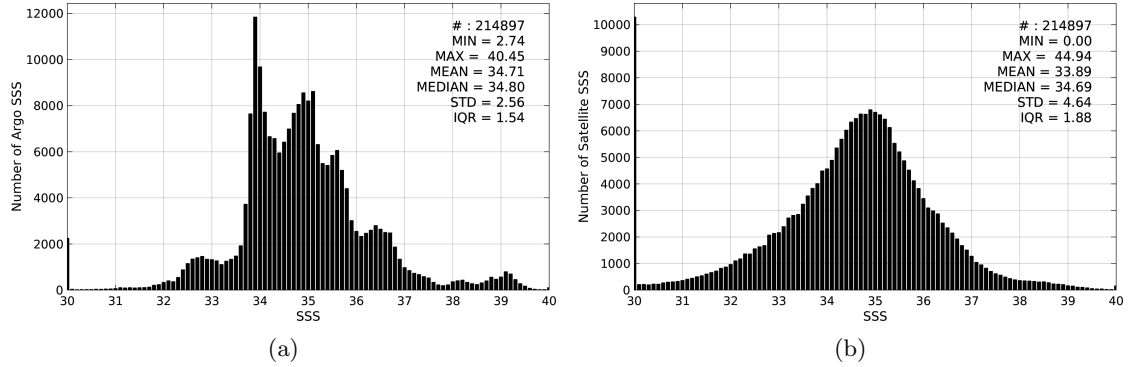 12000
10000
8000
6000
4000
2000
0
Number of Argo SSS
# : 214897
MIN = 2.74
MAX = 40.45
MEAN = 34.71
MEDIAN = 34.80
STD = 2.56
IQR = 1.54
30 31 32 33 34 35 36 37 38 39 40
SSS
(a)
10000
9000
8000
7000
6000
5000
4000
3000
2000
1000
0
Number of Satellite SSS
# : 214897
MIN = 0.00
MAX = 44.94
MEAN = 33.89
MEDIAN = 34.69
STD = 4.64
IQR = 1.88
30 31 32 33 34 35 36 37 38 39 40
SSS
(b)